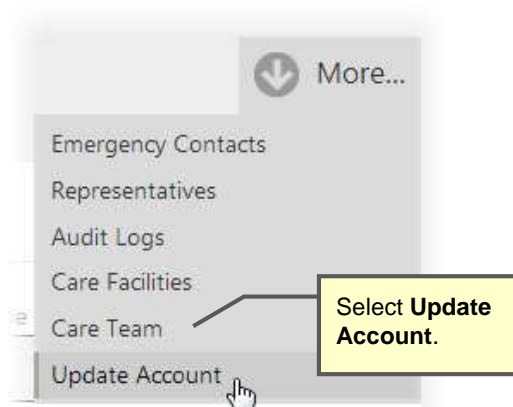 More...
Emergency Contacts
Representatives
Audit Logs
Care Facilities
e
Care Team
Select Update
Account.
Update Account